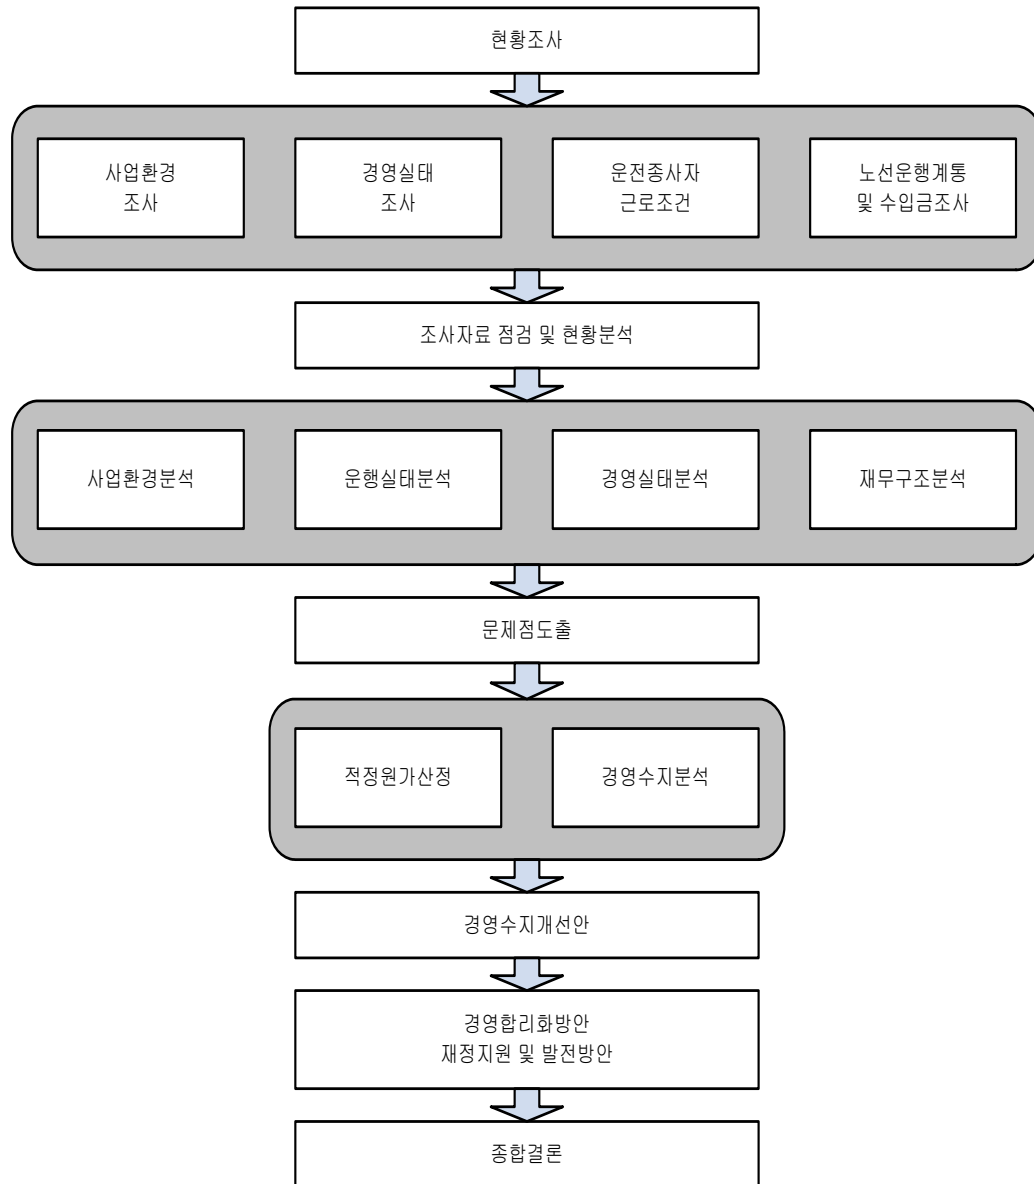 현황조사
사업환경
조사
경영실태
조사
운전종사자
근로조건
노선운행계통
및 수입금조사
조사자료 점검 및 현황분석
사업환경분석
운행실태분석
경영실태분석
재무구조분석
문제점도출
적정원가산정
경영수지분석
경영수지개선안
경영합리화방안
재정지원 및 발전방안
종합결론